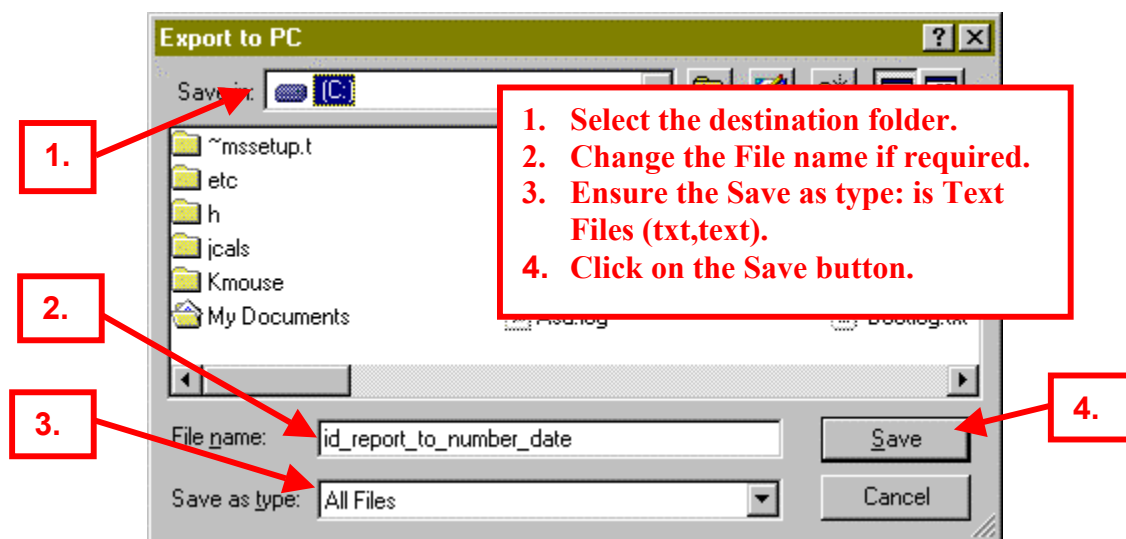 Export to PC
Save in: (C:)
1. Select the destination folder.
2. Change the File name if required.
3. Ensure the Save as type: is Text
Files (txt,text).
4. Click on the Save button.
1.
~mssetup.t
etc
h
jcals
Kmouse
My Documents
2.
3.
File name: id_report_to_number_date
Save
4.
Save as type: All Files
Cancel